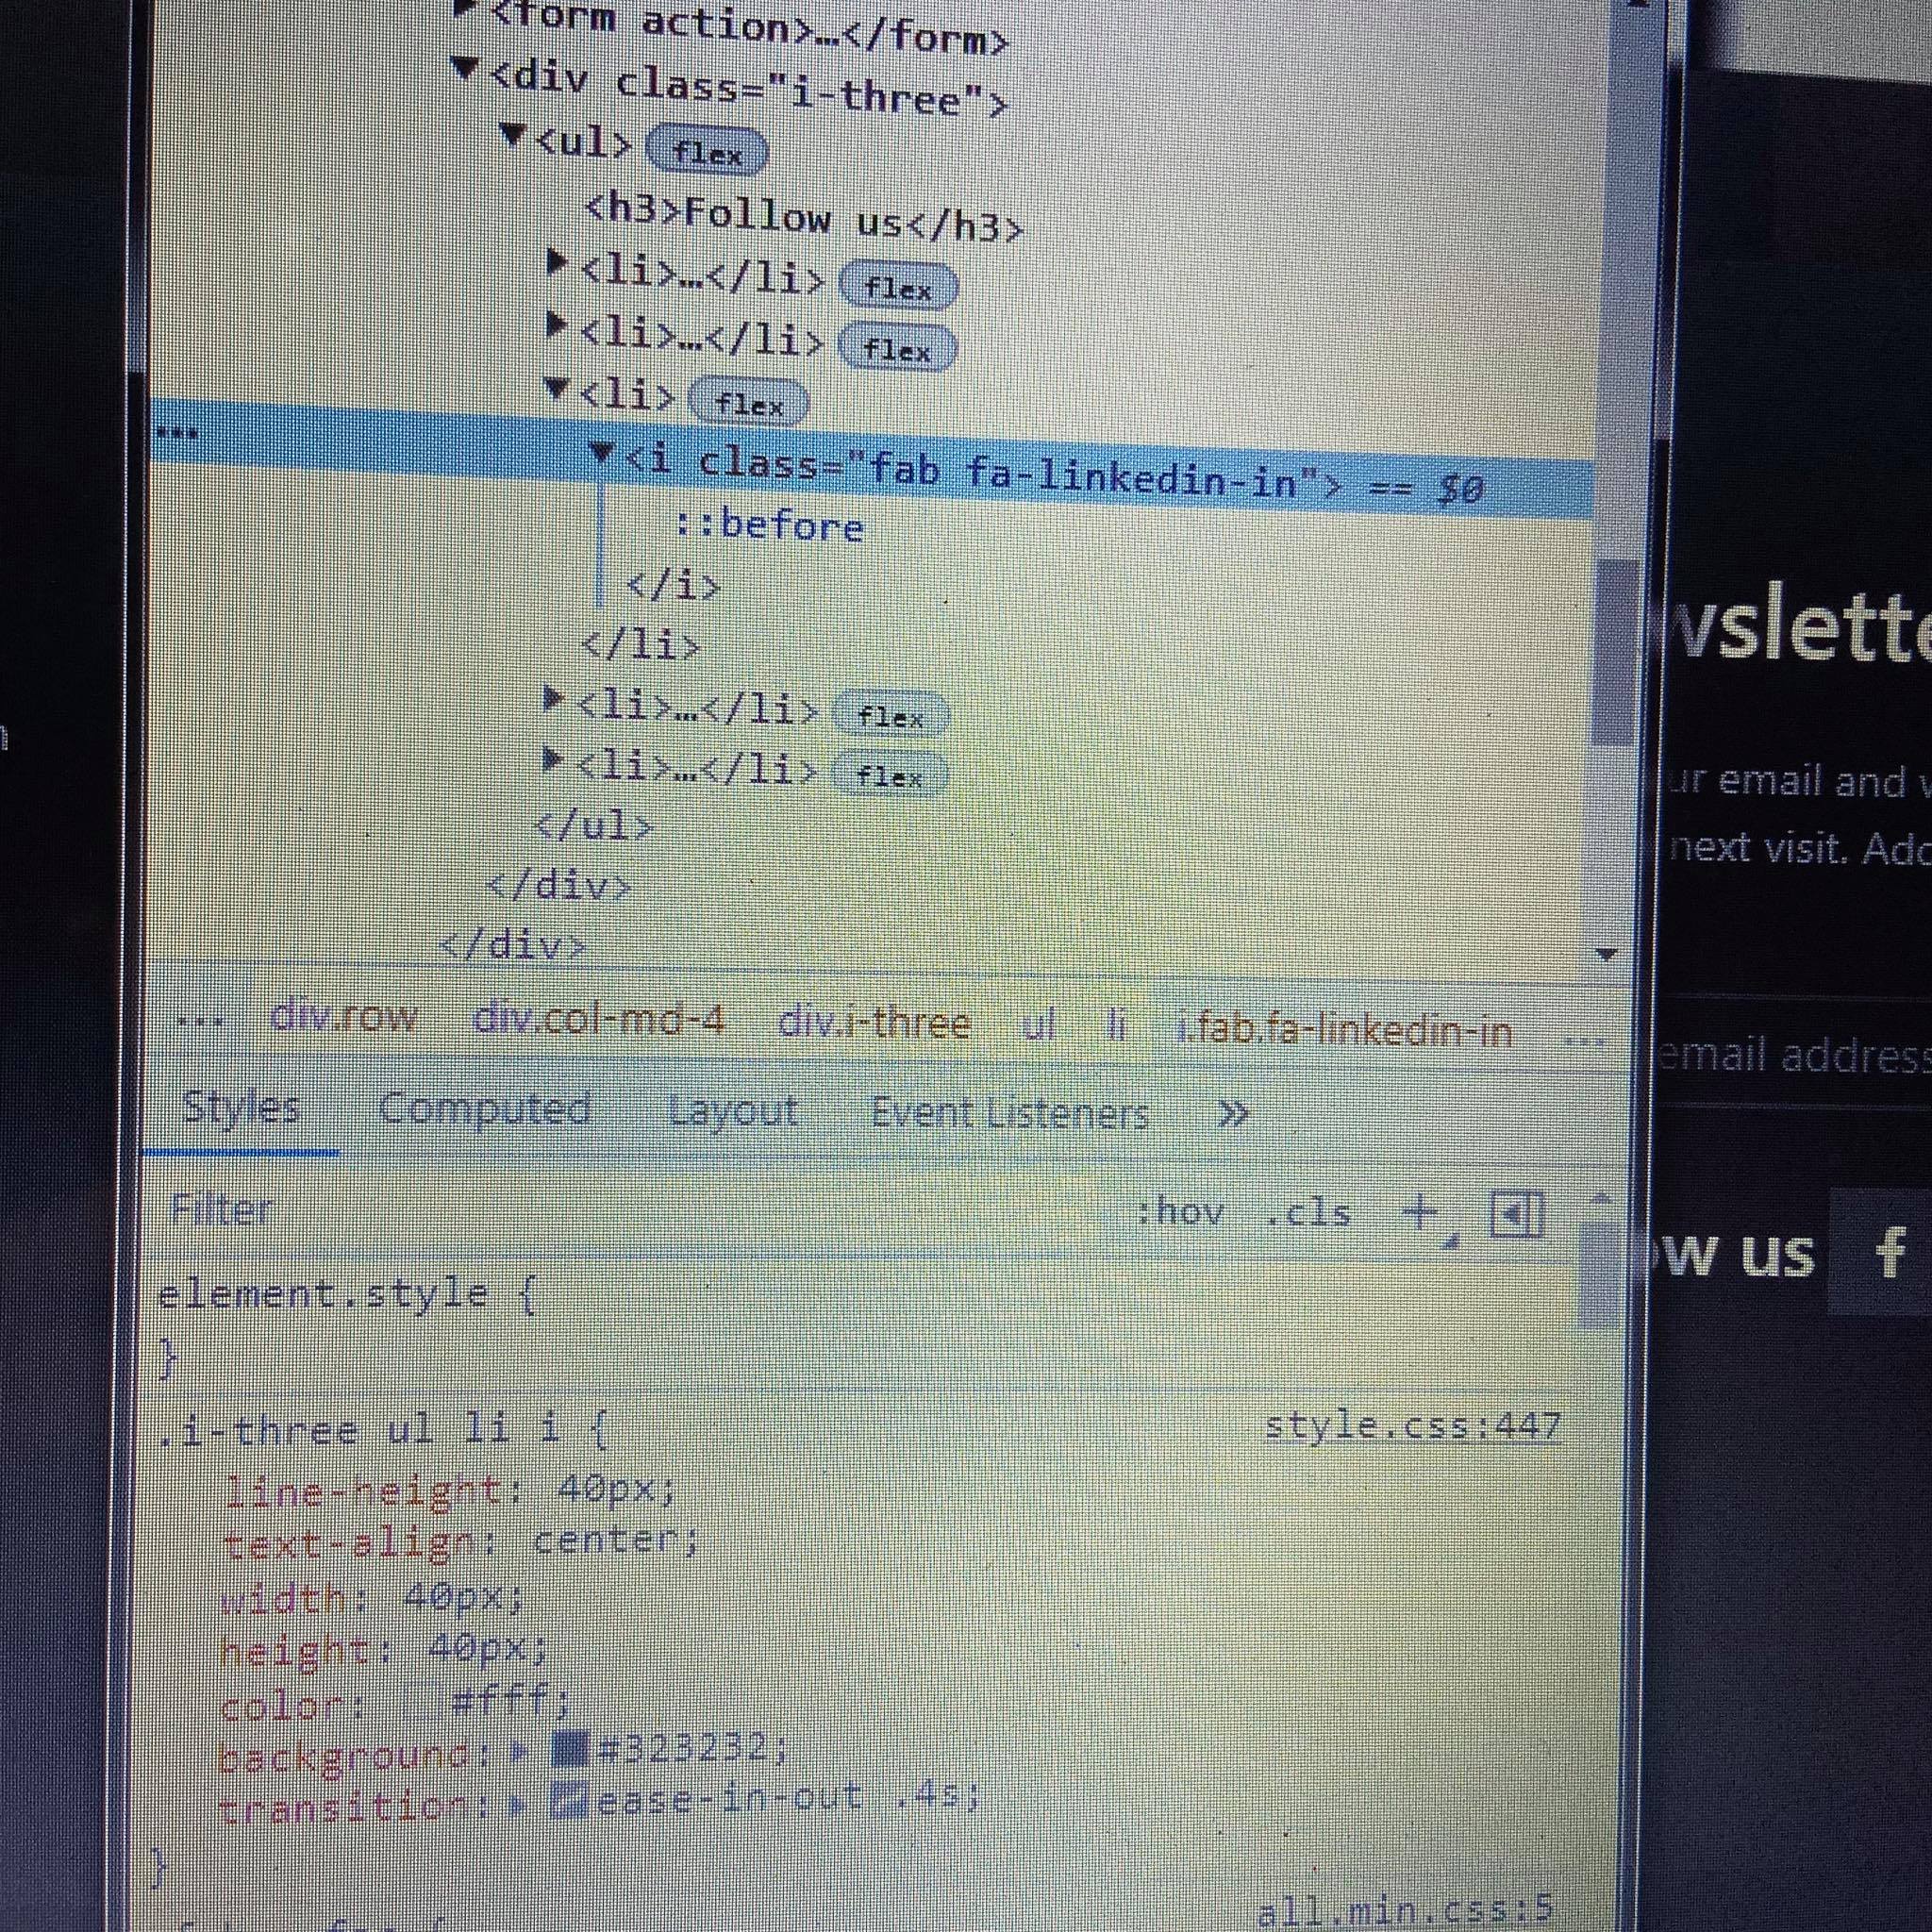 <form action>…</form>
<div class="i-three">
<ul> flex
<h3>Follow us</h3>
<li>…</li> flex
<li>…</li> flex
<li> flex
... <i class="fab fa-linkedin-in"> == $0
::before
</i>
</li>
<li>…</li> flex
<li>…</li> flex
</ul>
</div>
</div>
... div.row div.col-md-4 div.i-three ul li i.fab.fa-linkedin-in ...
Styles Computed Layout Event Listeners »
Filter :hov .cls +
element.style {
}
.i-three ul li i { style.css:447
line-height: 40px;
text-align: center;
width: 40px;
height: 40px;
color: #fff;
background: #323232;
transition: ease-in-out .4s;
}
all.min.css:5
wslette
ur email and w
next visit. Add
email address
ow us f